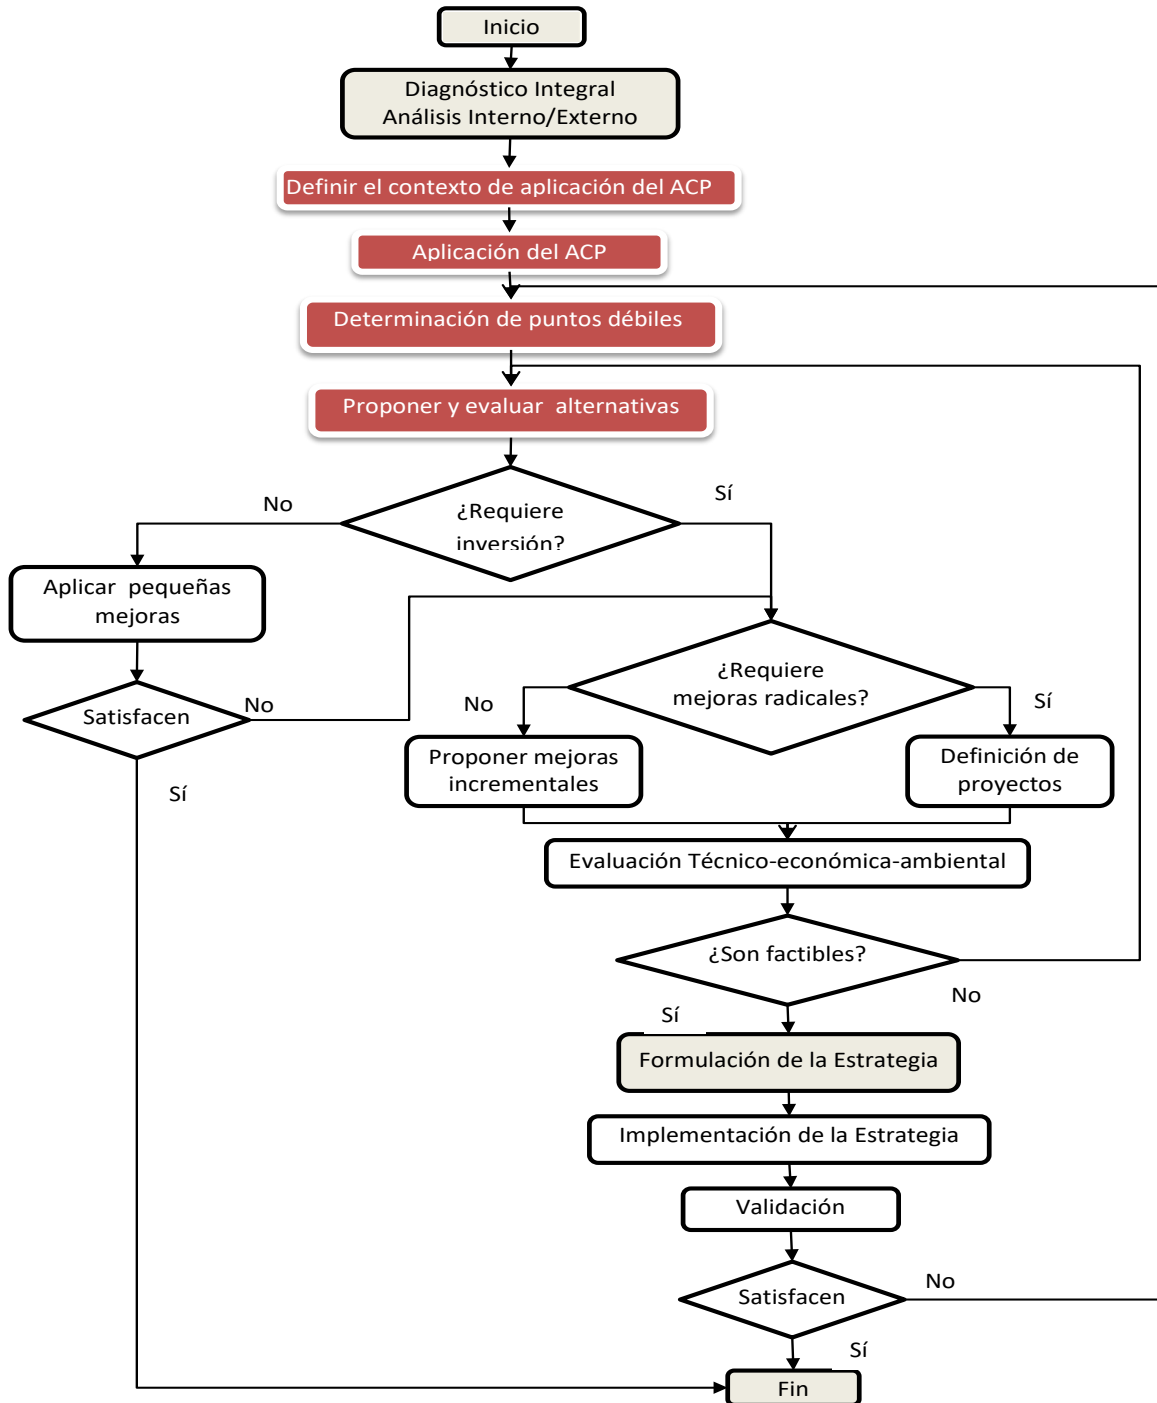 Inicio
Diagnóstico Integral
Análisis Interno/Externo
Definir el contexto de aplicación del ACP
Aplicación del ACP
Determinación de puntos débiles
Proponer y evaluar alternativas
No
Sí
¿Requiere
inversión?
Aplicar pequeñas
mejoras
¿Requiere
mejoras radicales?
Satisfacen
No
No
Sí
Proponer mejoras
incrementales
Definición de
proyectos
Sí
Evaluación Técnico-económica-ambiental
¿Son factibles?
No
Sí
Formulación de la Estrategia
Implementación de la Estrategia
Validación
Satisfacen
No
Sí
Fin